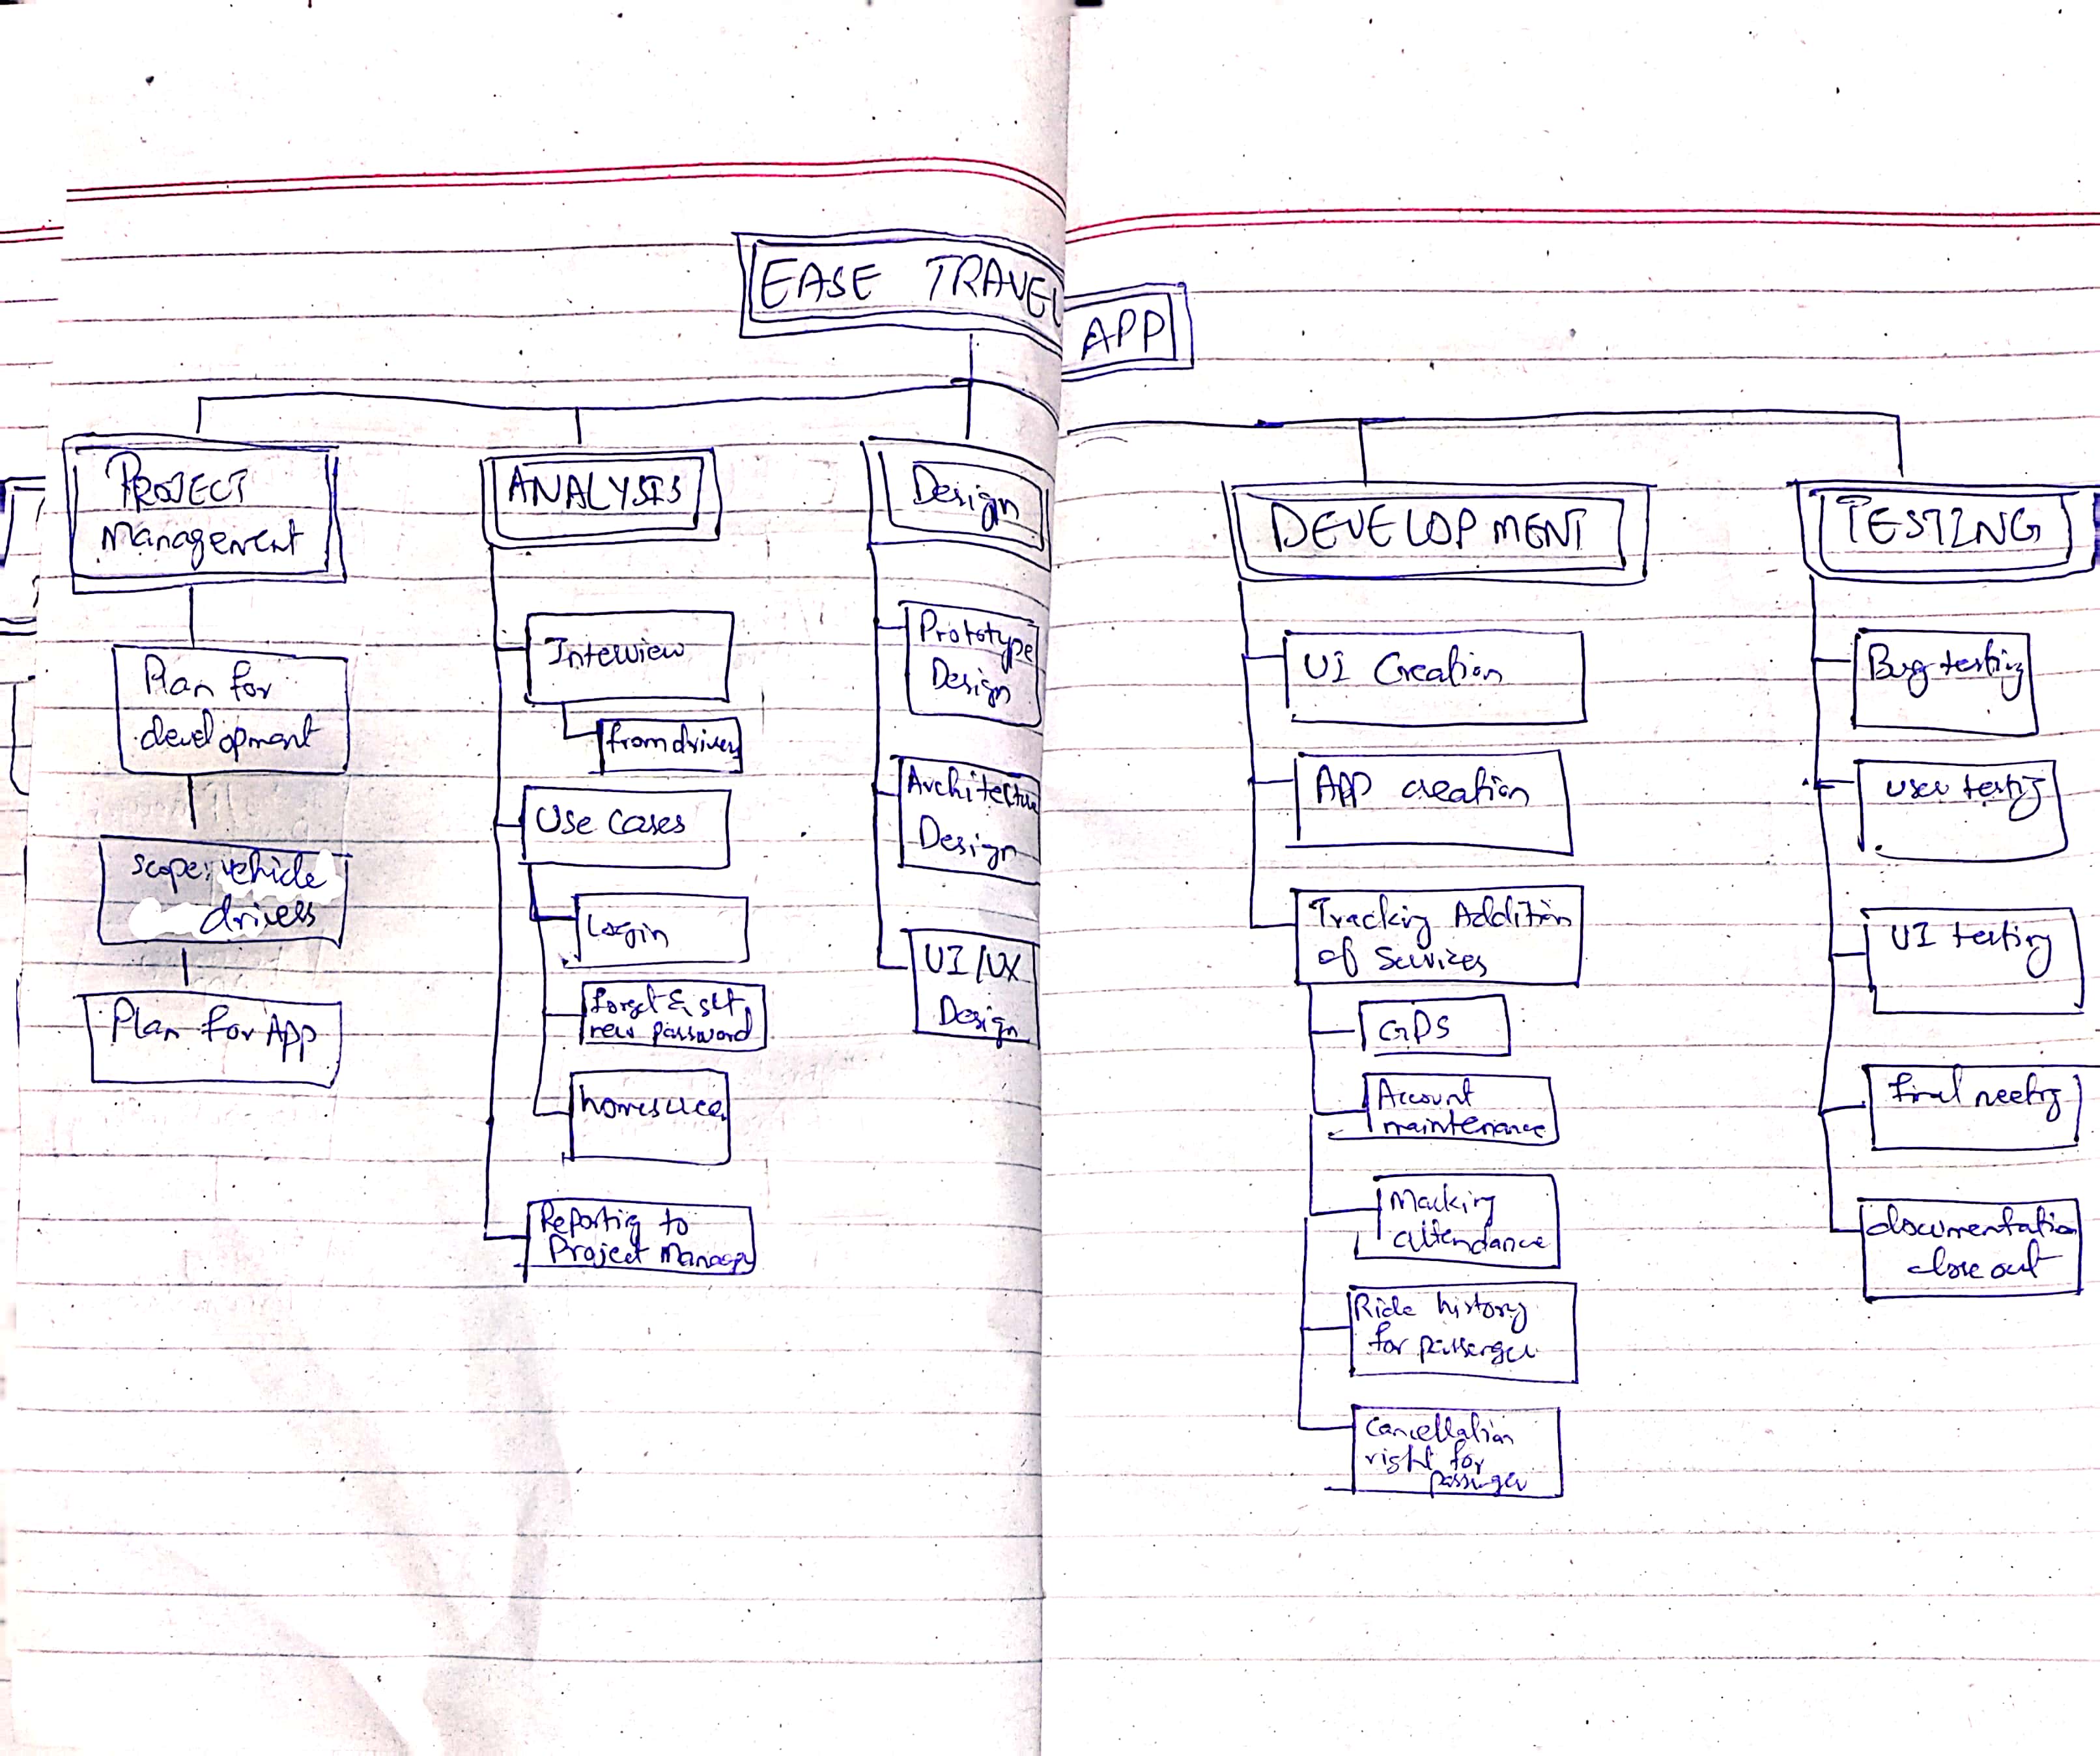 EASE TRAVEL APP
PROJECT
Management
Plan for
development
scope: vehicle
drivers
Plan for App
ANALYSIS
Interview
from driver
Use Cases
Login
forget & set
new password
Reporting to
Project Manager
Design
Prototype
Design
Architecture
Design
UI/UX
Design
DEVELOPMENT
UI Creation
App creation
Tracking Addition
of Services
GPS
Account
maintenance
Marking
attendance
Ride history
for passenger
Cancellation
right for
passenger
TESTING
Bug testing
user testing
UI testing
final meeting
documentation
close out